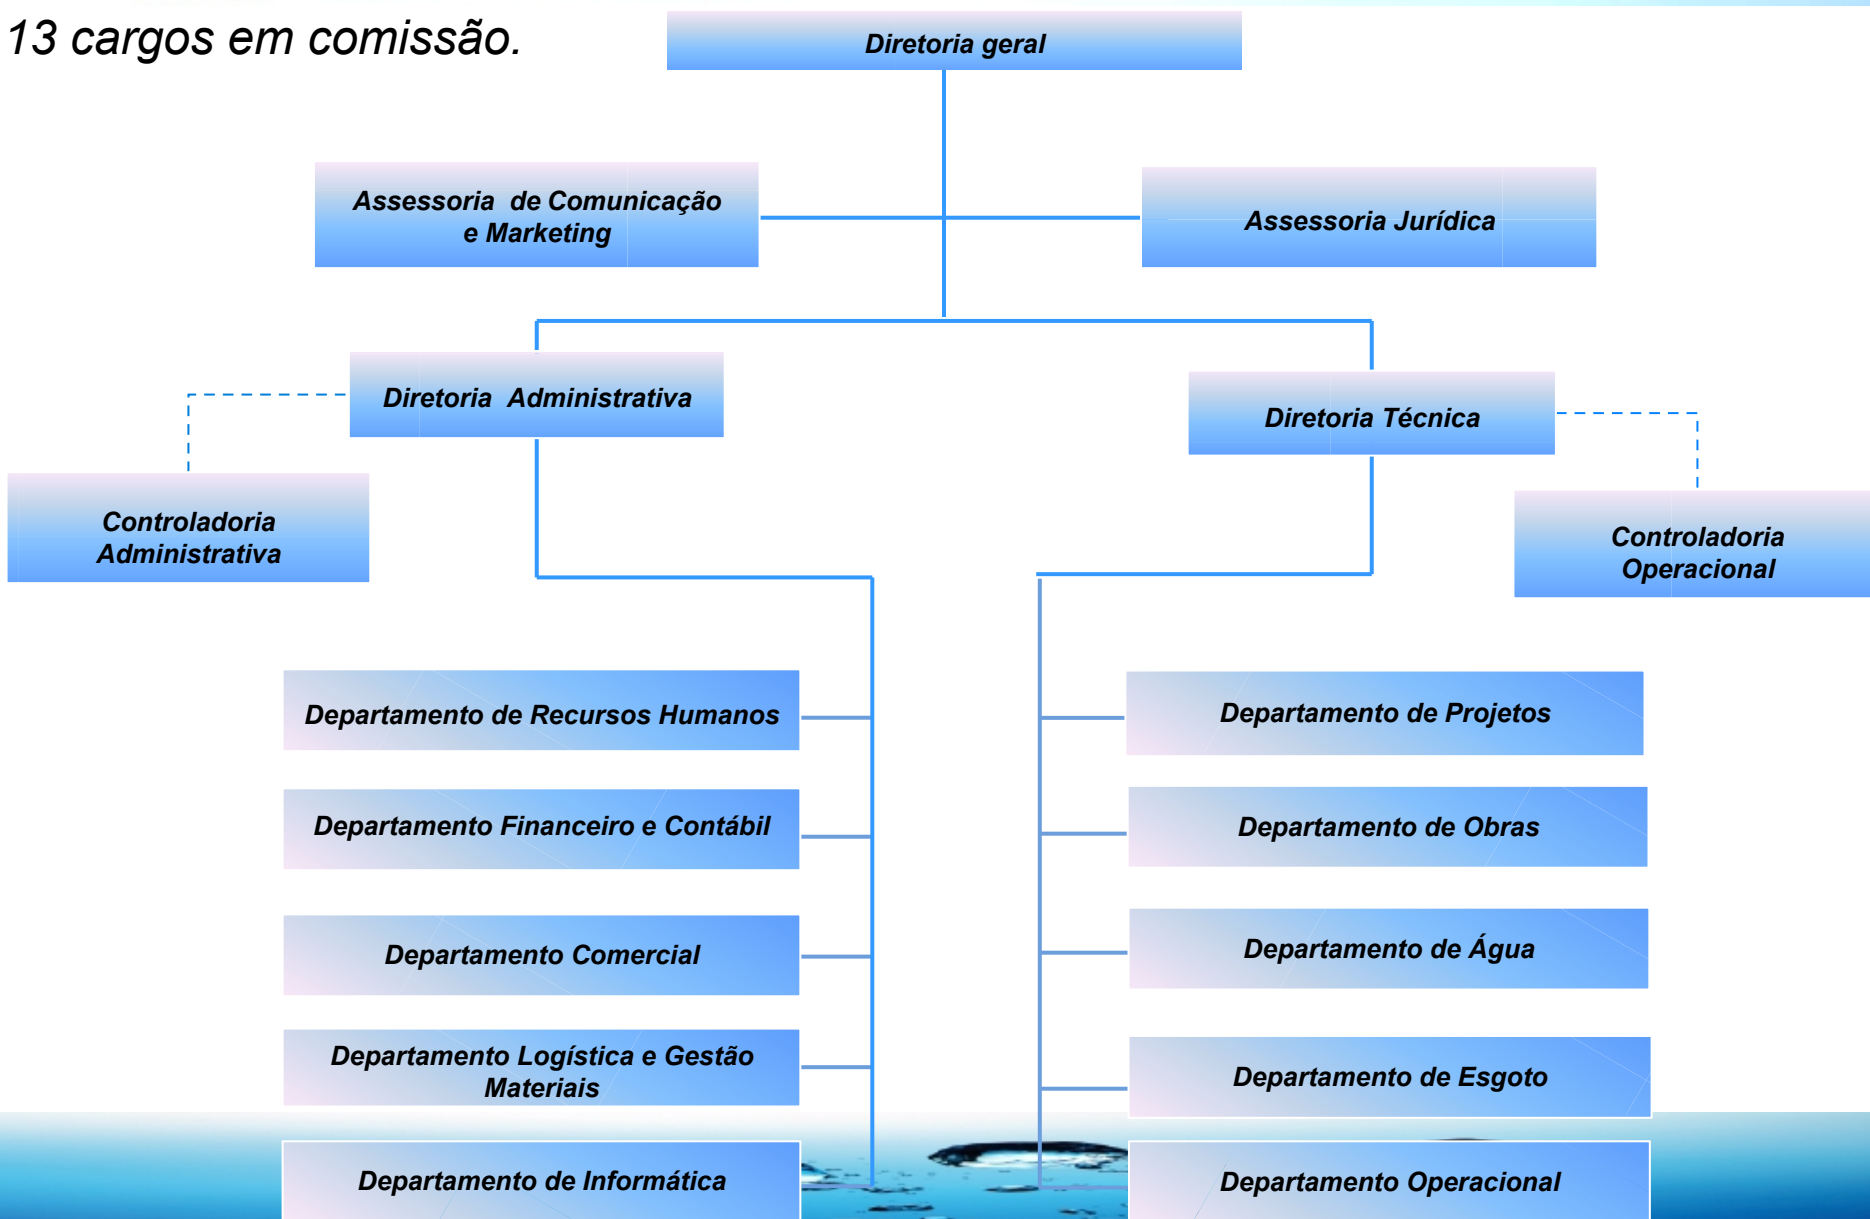 13 cargos em comissão.
Diretoria geral
Assessoria de Comunicação
e Marketing
Assessoria Jurídica
Diretoria Administrativa
Diretoria Técnica
Controladoria
Administrativa
Controladoria
Operacional
Departamento de Recursos Humanos
Departamento Financeiro e Contábil
Departamento Comercial
Departamento Logística e Gestão
Materiais
Departamento de Informática
Departamento de Projetos
Departamento de Obras
Departamento de Água
Departamento de Esgoto
Departamento Operacional